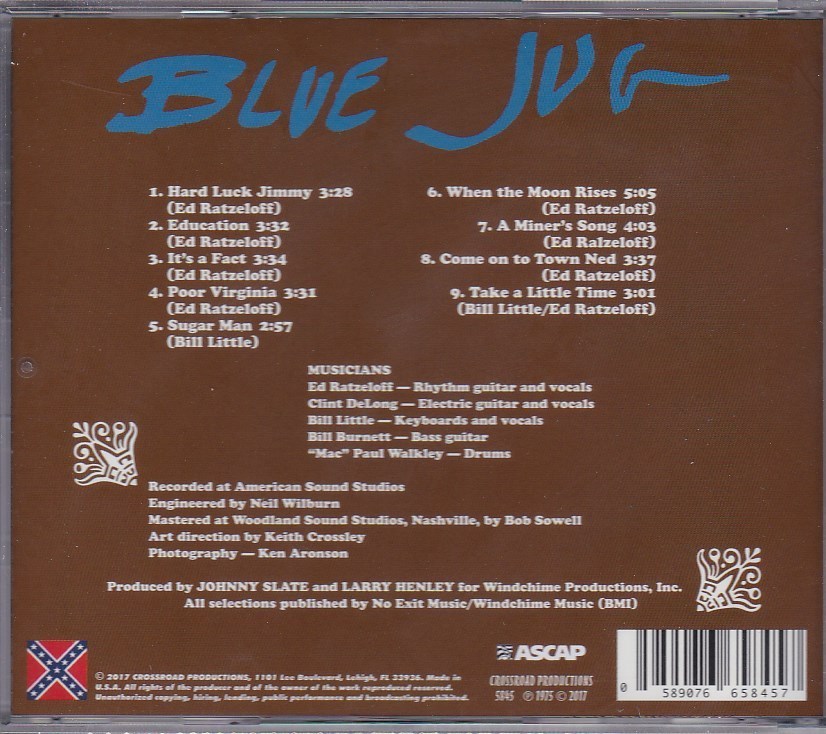 BLUE JUG
1. Hard Luck Jimmy 3:28
(Ed Ratzeloff)
2. Education 3:32
(Ed Ratzeloff)
3. It's a Fact 3:34
(Ed Ratzeloff)
4. Poor Virginia 3:31
(Ed Ratzeloff)
5. Sugar Man 2:57
(Bill Little)
6. When the Moon Rises 5:05
(Ed Ratzeloff)
7. A Miner's Song 4:03
(Ed Ralzeloff)
8. Come on to Town Ned 3:37
(Ed Ratzeloff)
9. Take a Little Time 3:01
(Bill Little/Ed Ratzeloff)
MUSICIANS
Ed Ratzeloff — Rhythm guitar and vocals
Clint DeLong — Electric guitar and vocals
Bill Little — Keyboards and vocals
Bill Burnett — Bass guitar
“Mac” Paul Walkley — Drums
Recorded at American Sound Studios
Engineered by Neil Wilburn
Mastered at Woodland Sound Studios, Nashville, by Bob Sowell
Art direction by Keith Crossley
Photography — Ken Aronson
Produced by JOHNNY SLATE and LARRY HENLEY for Windchime Productions, Inc.
All selections published by No Exit Music/Windchime Music (BMI)
© 2017 CROSSROAD PRODUCTIONS, 1101 Lee Boulevard, Lehigh, FL 33936. Made in
U.S.A. All rights of the producer and of the owner of the work reproduced reserved.
Unauthorized copying, hiring, lending, public performance and broadcasting prohibited.
ASCAP
CROSSROAD PRODUCTIONS
5845 ℗ 1975 © 2017
0 589076 658457